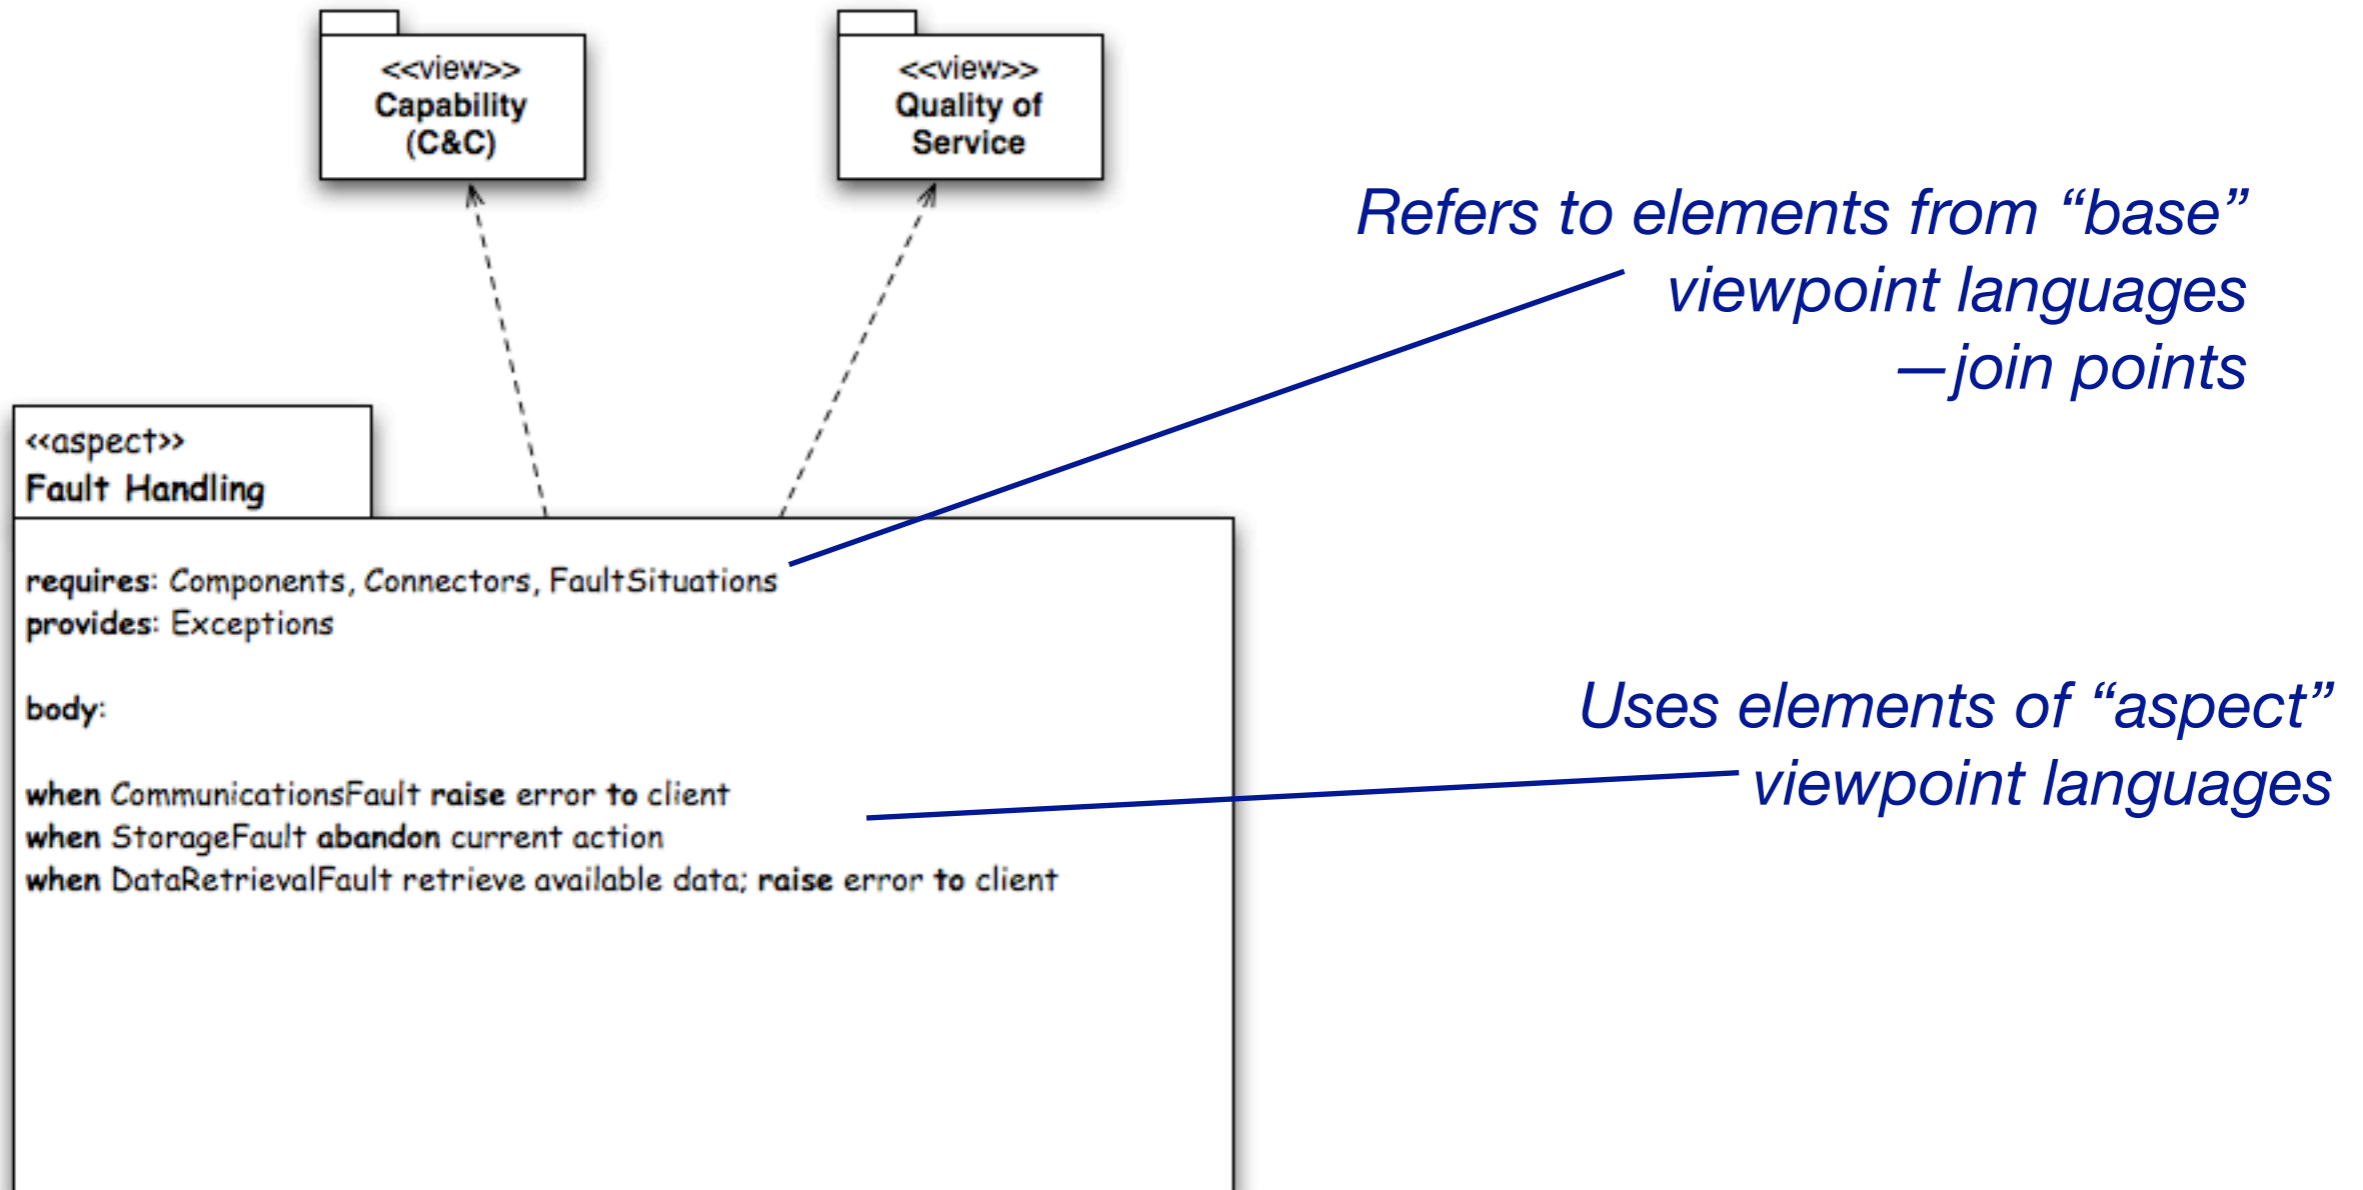 <<view>>
Capability
(C&C)
<<view>>
Quality of
Service
Refers to elements from “base”
viewpoint languages
—join points
«aspect»
Fault Handling
requires: Components, Connectors, FaultSituations
provides: Exceptions
body:
when CommunicationsFault raise error to client
when StorageFault abandon current action
when DataRetrievalFault retrieve available data; raise error to client
Uses elements of “aspect”
viewpoint languages